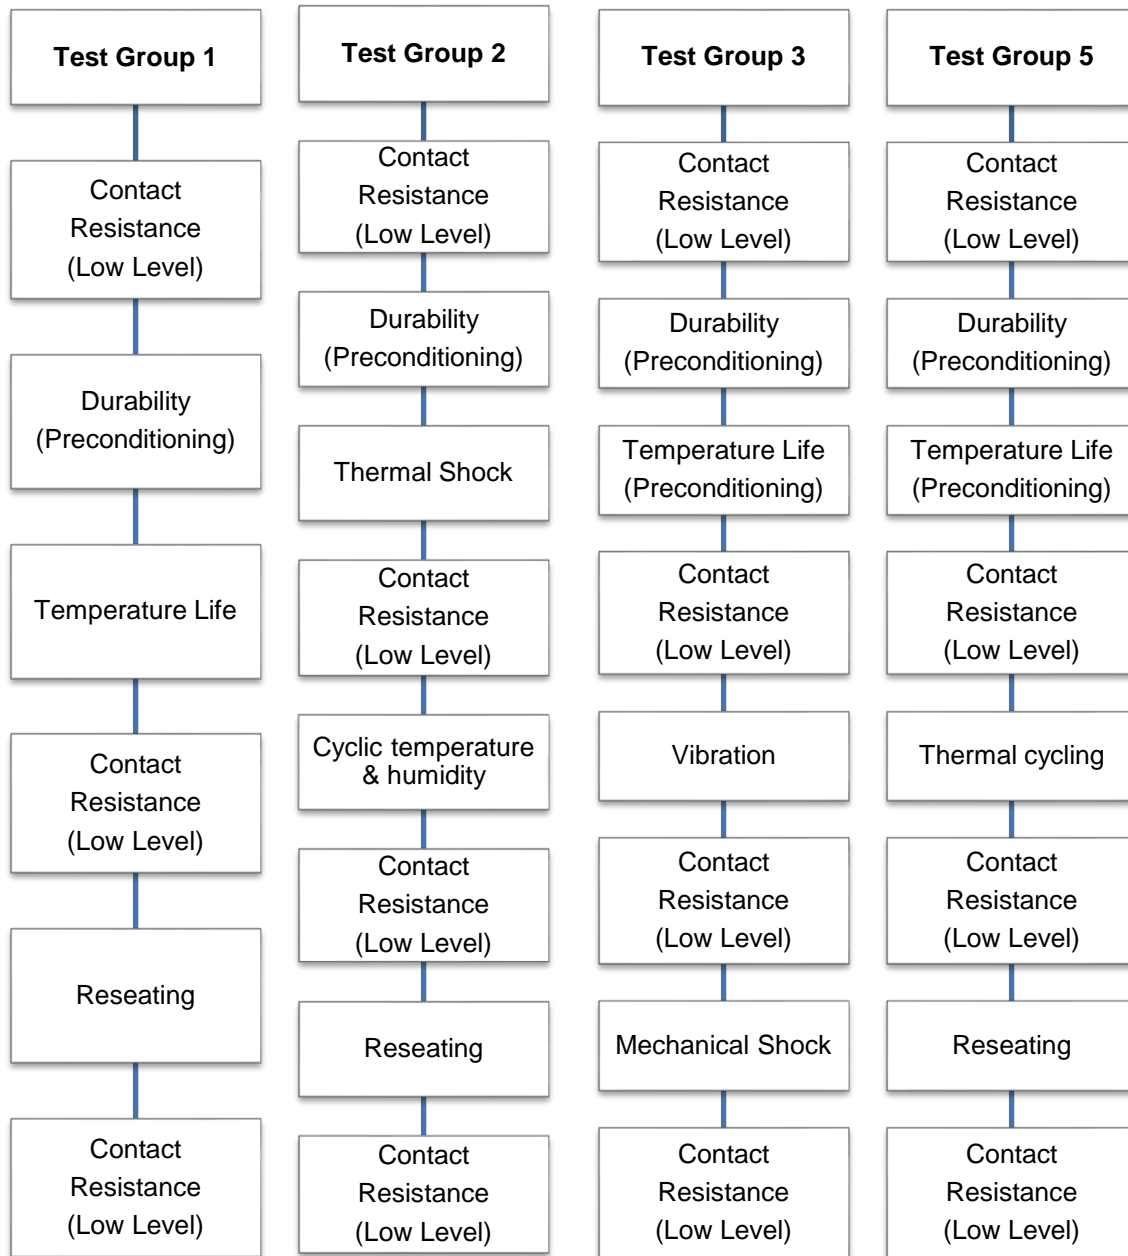 Test Group 1
Contact
Resistance
(Low Level)
Durability
(Preconditioning)
Temperature Life
Contact
Resistance
(Low Level)
Reseating
Contact
Resistance
(Low Level)
Test Group 2
Contact
Resistance
(Low Level)
Durability
(Preconditioning)
Thermal Shock
Contact
Resistance
(Low Level)
Cyclic temperature
& humidity
Contact
Resistance
(Low Level)
Reseating
Contact
Resistance
(Low Level)
Test Group 3
Contact
Resistance
(Low Level)
Durability
(Preconditioning)
Temperature Life
(Preconditioning)
Contact
Resistance
(Low Level)
Vibration
Contact
Resistance
(Low Level)
Mechanical Shock
Contact
Resistance
(Low Level)
Test Group 5
Contact
Resistance
(Low Level)
Durability
(Preconditioning)
Temperature Life
(Preconditioning)
Contact
Resistance
(Low Level)
Thermal cycling
Contact
Resistance
(Low Level)
Reseating
Contact
Resistance
(Low Level)